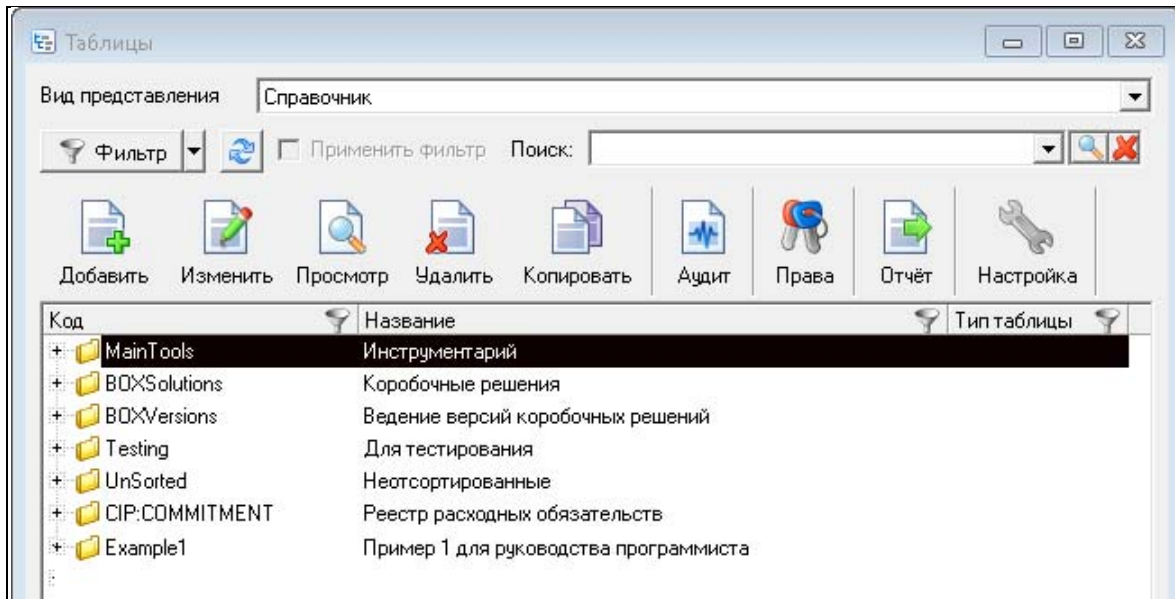 Таблицы
Вид представления Справочник
Фильтр Применить фильтр Поиск:
Добавить Изменить Просмотр Удалить Копировать Аудит Права Отчёт Настройка
Код Название Тип таблицы
MainTools Инструментарий
BOXSolutions Коробочные решения
BOXVersions Ведение версий коробочных решений
Testing Для тестирования
UnSorted Неотсортированные
CIP:COMMITMENT Реестр расходных обязательств
Example1 Пример 1 для руководства программиста